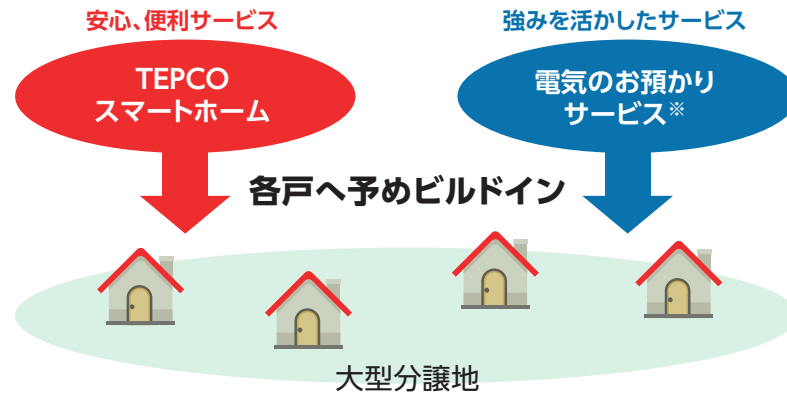 安心、便利サービス
TEPCO
スマートホーム
強みを活かしたサービス
電気のお預かり
サービス※
各戸へ予めビルドイン
大型分譲地